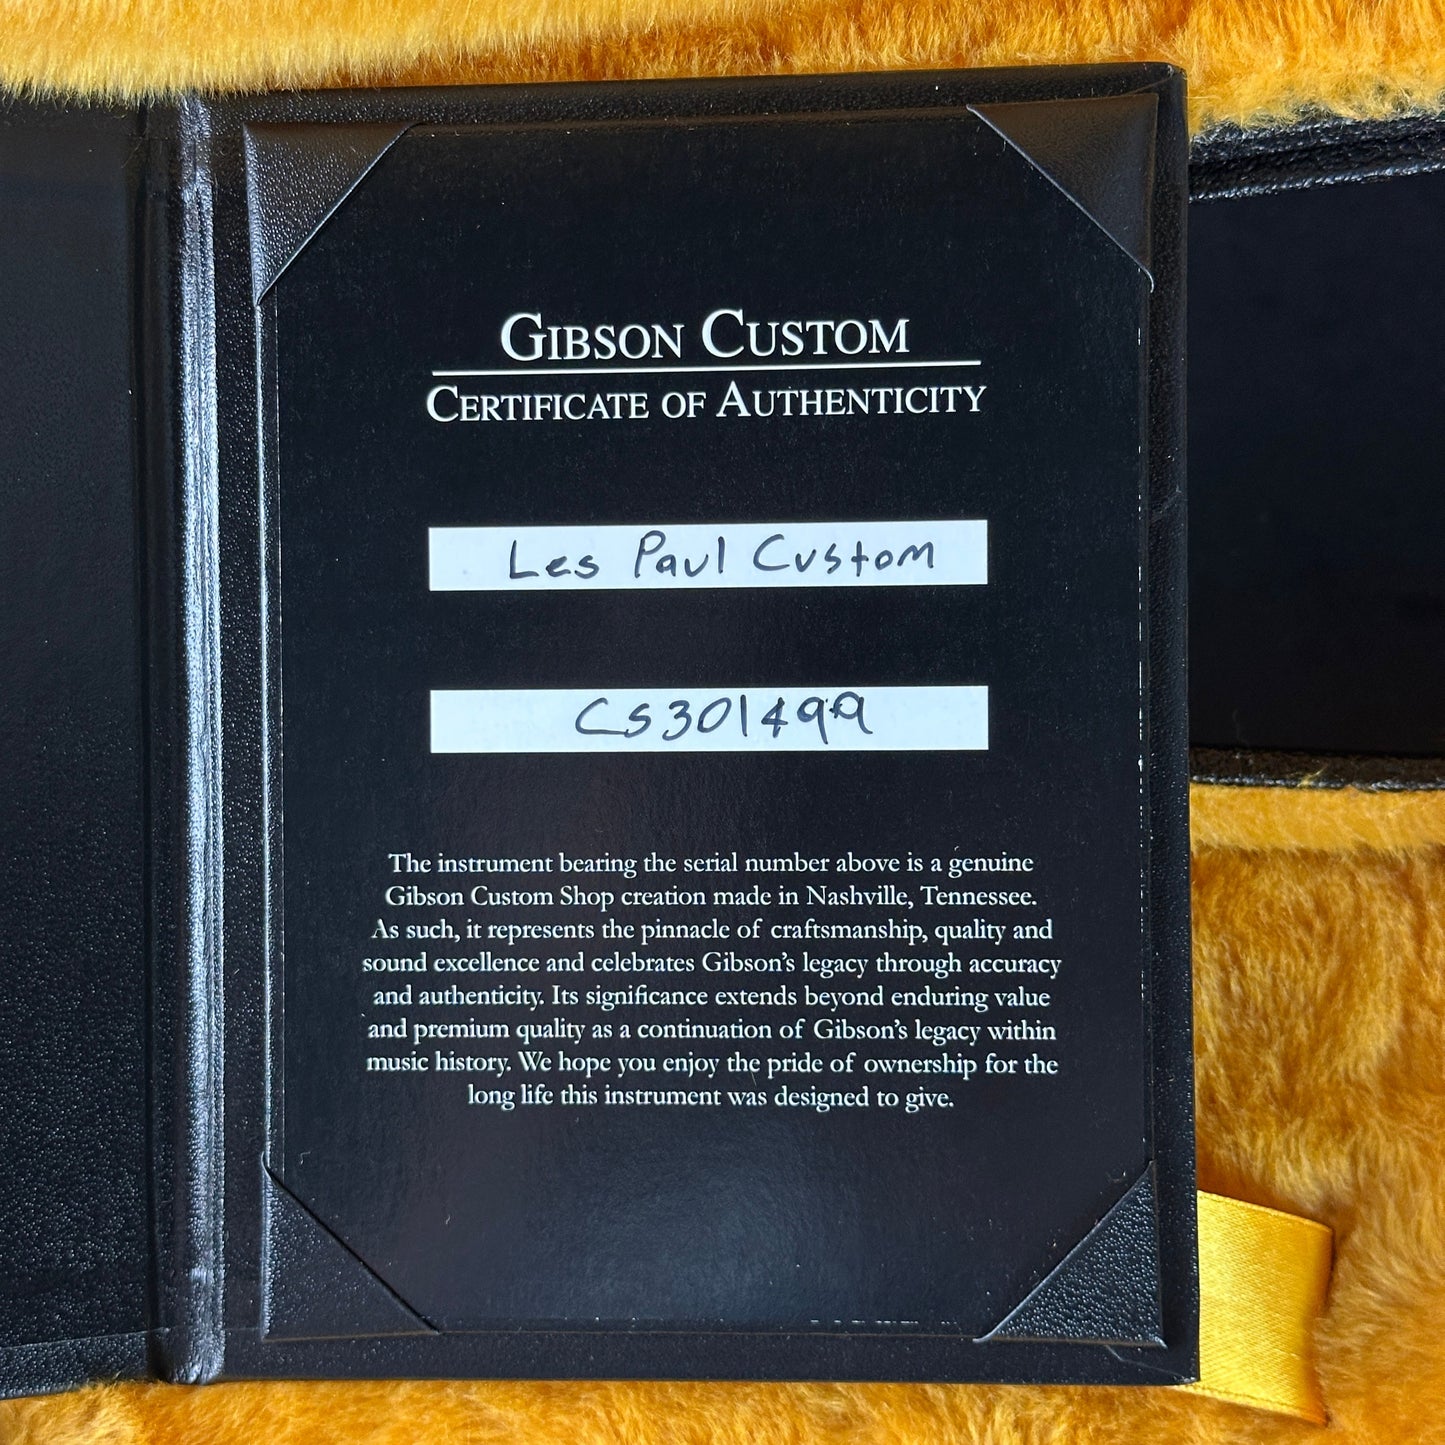 GIBSON CUSTOM
CERTIFICATE OF AUTHENTICITY
Les Paul Custom
CS301499
The instrument bearing the serial number above is a genuine
Gibson Custom Shop creation made in Nashville, Tennessee.
As such, it represents the pinnacle of craftsmanship, quality and
sound excellence and celebrates Gibson's legacy through accuracy
and authenticity. Its significance extends beyond enduring value
and premium quality as a continuation of Gibson's legacy within
music history. We hope you enjoy the pride of ownership for the
long life this instrument was designed to give.